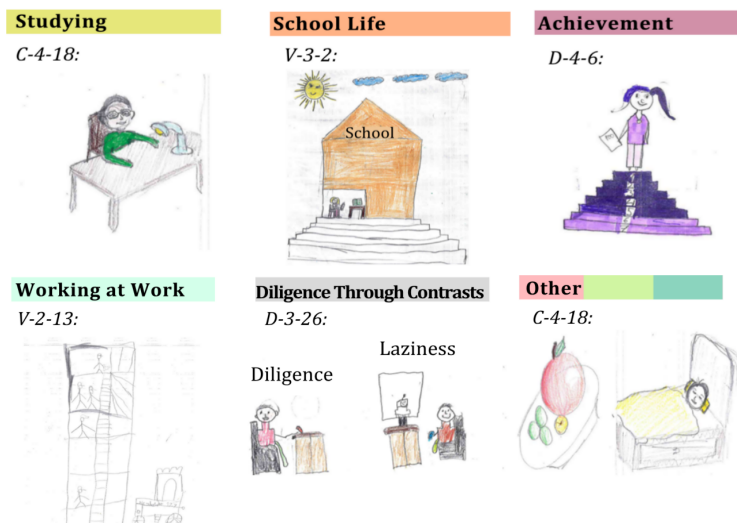 Studying
C-4-18:
School Life
V-3-2:
School
Achievement
D-4-6:
Working at Work
V-2-13:
Diligence Through Contrasts
D-3-26:
Diligence
Laziness
Other
C-4-18: